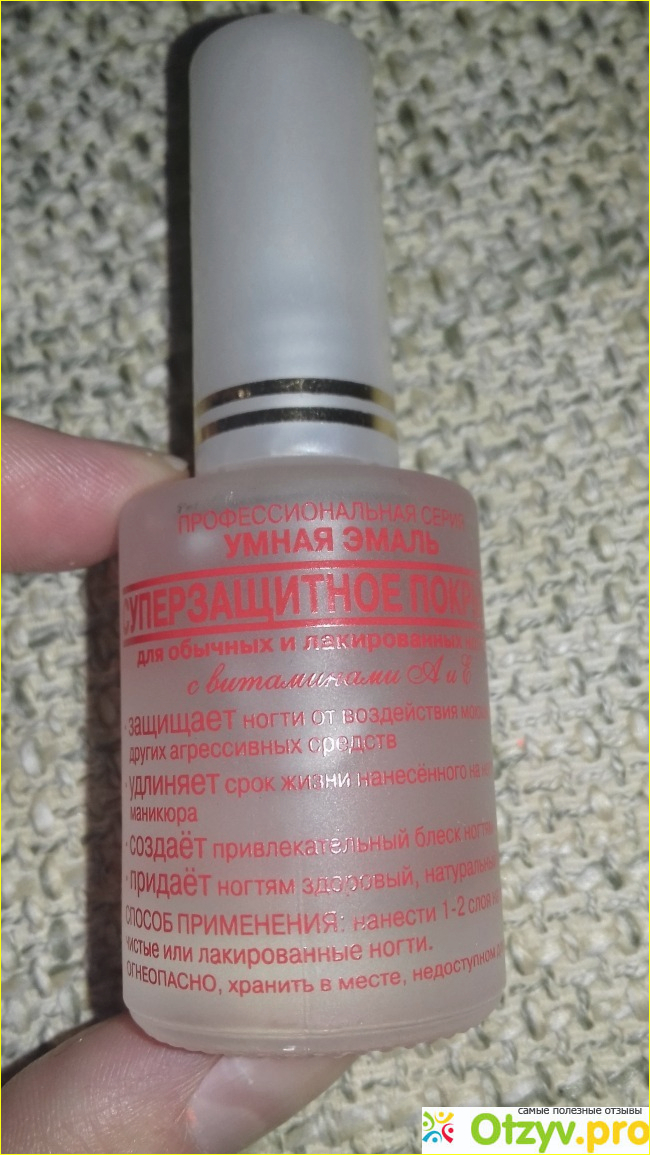 ПРОФЕССИОНАЛЬНАЯ СЕРИЯ
УМНАЯ ЭМАЛЬ
СУПЕРЗАЩИТНОЕ
для обычных и лакированных
с витаминами А и Е
·защищает ногти от воздействия
других агрессивных средств
·удлиняет срок жизни нанесённого на
маникюра
·создаёт привлекательный блеск
·придаёт ногтям здоровый,
СПОСОБ ПРИМЕНЕНИЯ: нанести 1-2 слоя
чистые или лакированные ногти.
ОГНЕОПАСНО, хранить в месте, недоступном
самые полезные отзывы
Otzyv.pro